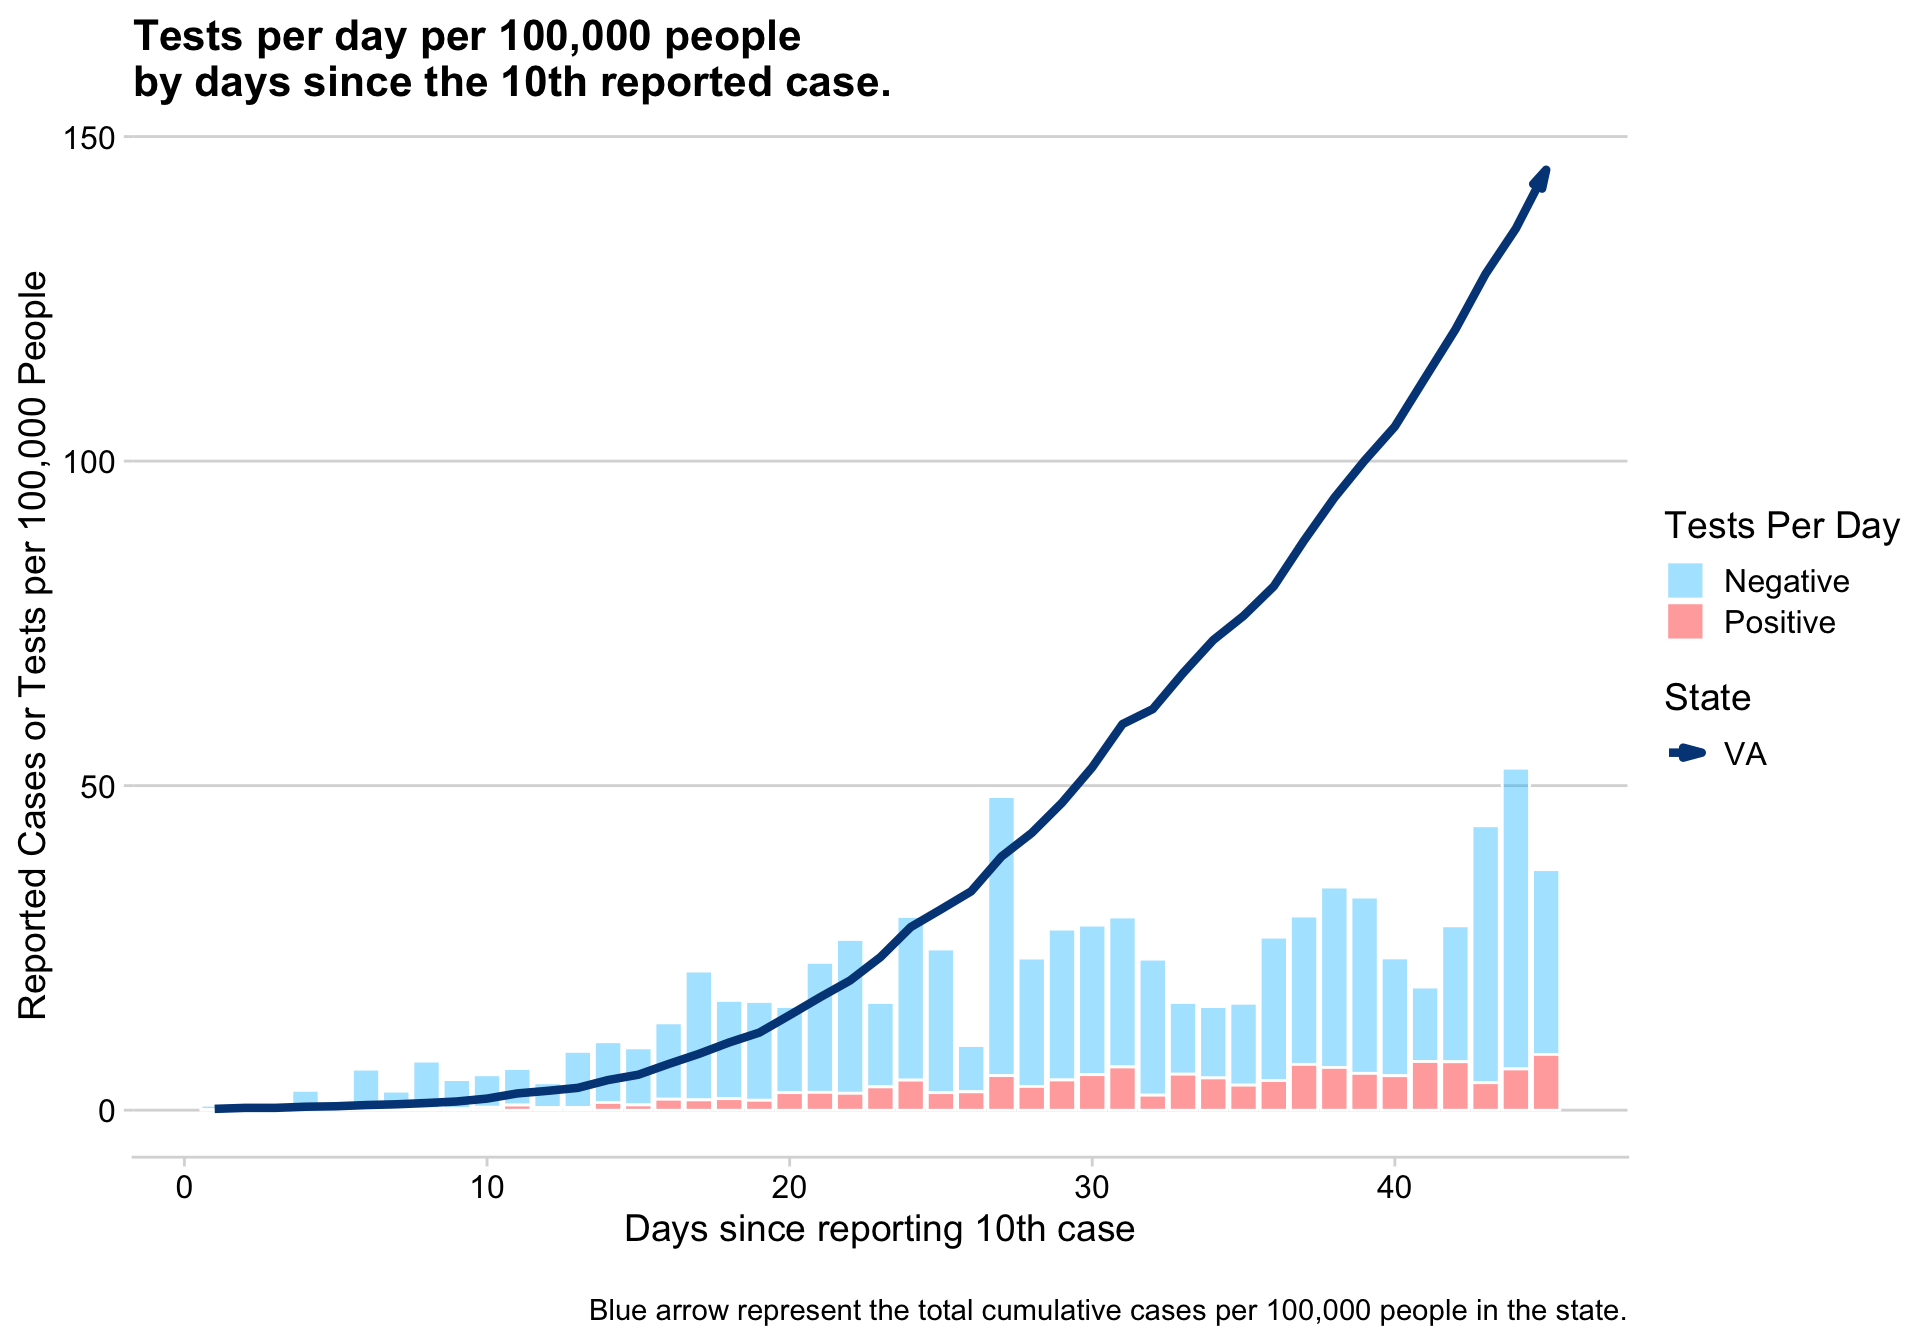 Tests per day per 100,000 people
by days since the 10th reported case.
Reported Cases or Tests per 100,000 People
150
100
50
0
0
10
20
30
40
Days since reporting 10th case
Tests Per Day
Negative
Positive
State
VA
Blue arrow represent the total cumulative cases per 100,000 people in the state.